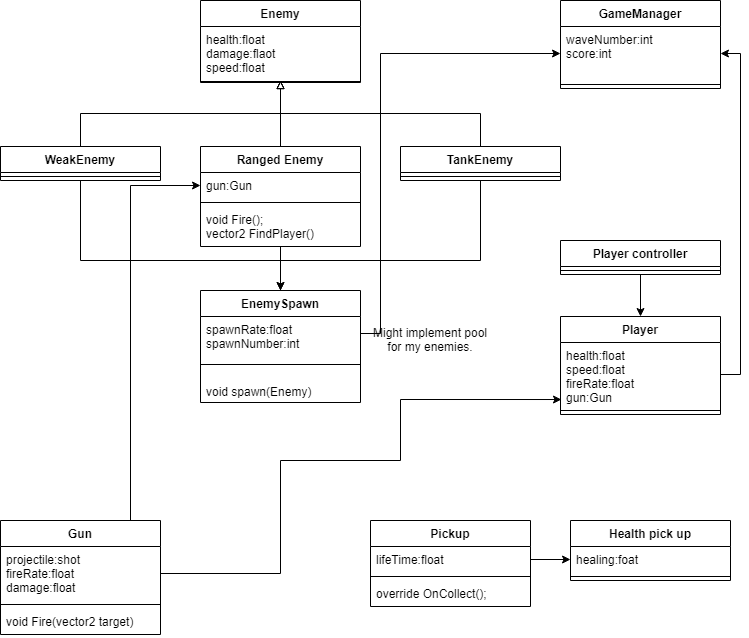 Enemy
health:float
damage:flaot
speed:float
GameManager
waveNumber:int
score:int
WeakEnemy
Ranged Enemy
gun:Gun
void Fire();
vector2 FindPlayer()
TankEnemy
Player controller
EnemySpawn
spawnRate:float
spawnNumber:int
void spawn(Enemy)
Might implement pool
for my enemies.
Player
health:float
speed:float
fireRate:float
gun:Gun
Gun
projectile:shot
fireRate:float
damage:float
void Fire(vector2 target)
Pickup
lifeTime:float
override OnCollect();
Health pick up
healing:foat